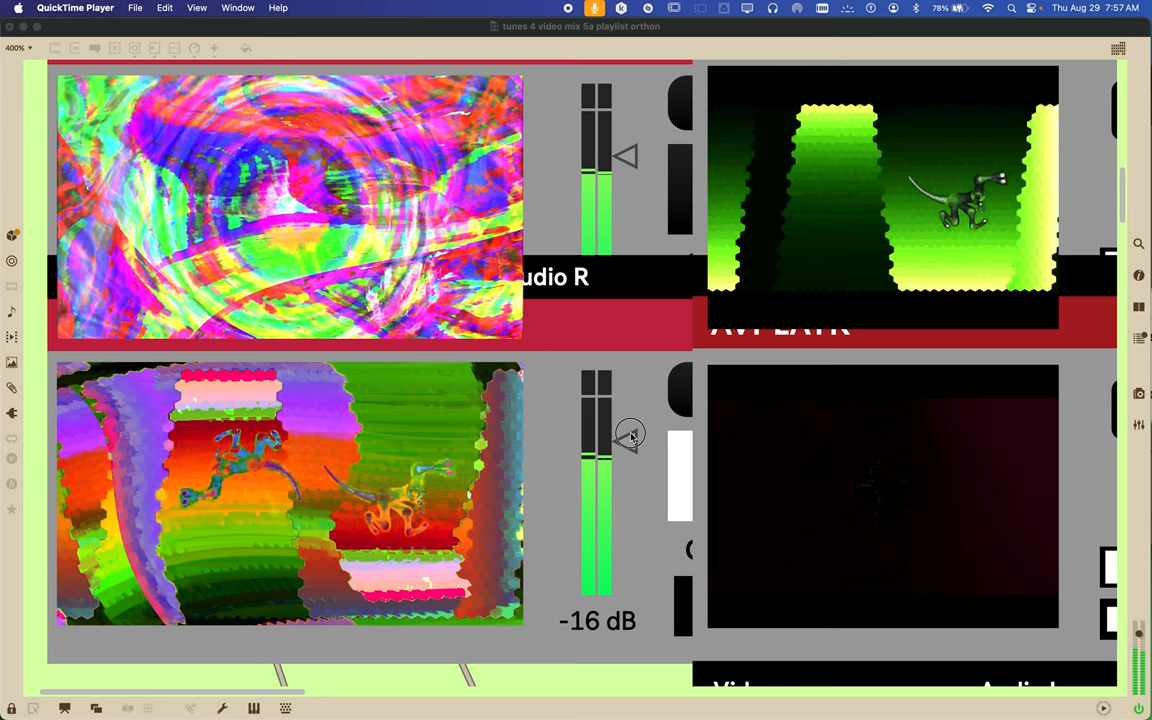 QuickTime Player File Edit View Window Help 78% Thu Aug 29 7:57 AM
tunes 4 video mix 5a playlist orthon
400%
udio R
-16 dB